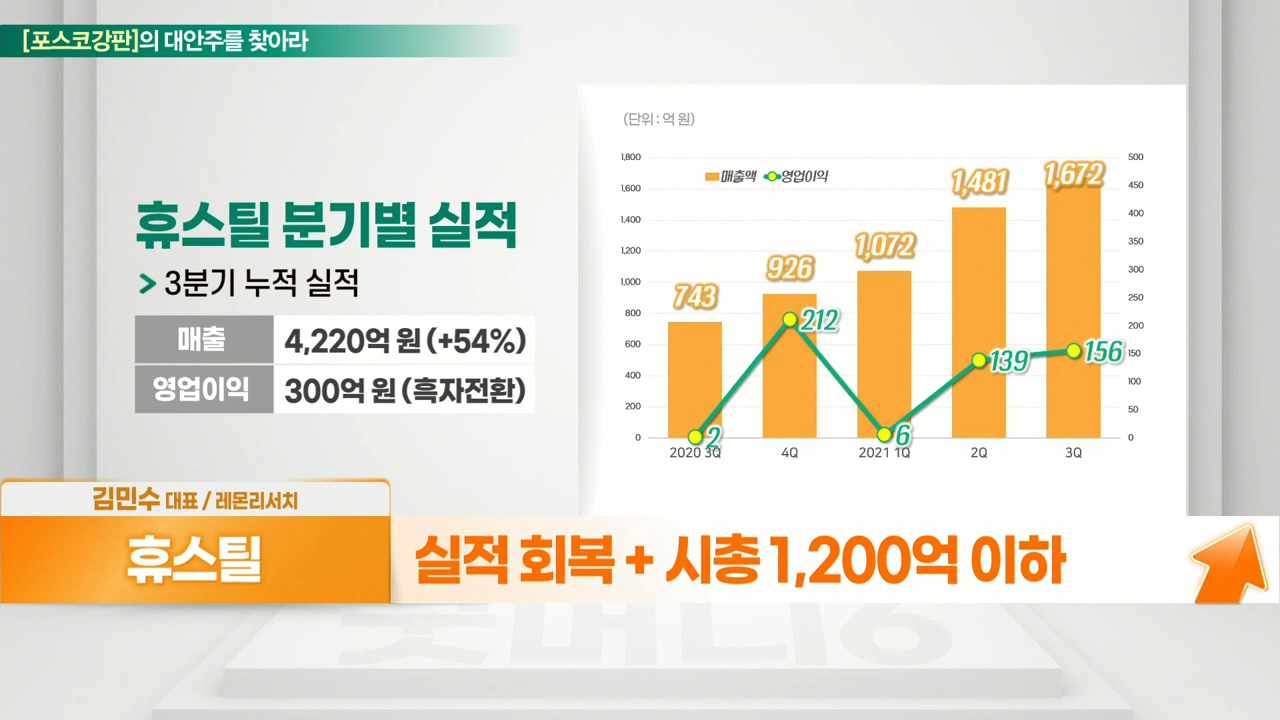 [포스코강판]의 대안주를 찾아라
휴스틸 분기별 실적
> 3분기 누적 실적
매출 4,220억 원 (+54%)
영업이익 300억 원 (흑자전환)
(단위 : 억 원)
매출액 영업이익
1,800
1,600
1,400
1,200
1,000
800
600
400
200
0
500
450
400
350
300
250
200
150
100
50
0
743
926
1,072
1,481
1,672
2
212
6
139
156
2020 3Q 4Q 2021 1Q 2Q 3Q
김민수 대표 / 레몬리서치
휴스틸
실적 회복 + 시총 1,200억 이하